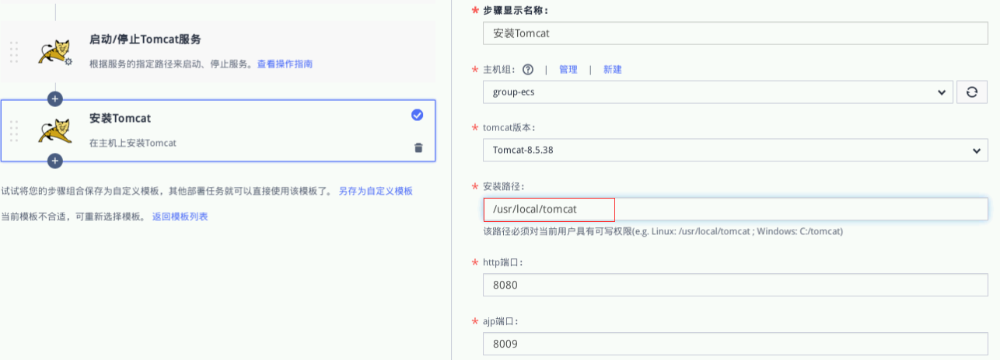 启动/停止Tomcat服务
根据服务的指定路径来启动、停止服务。查看操作指南
安装Tomcat
在主机上安装Tomcat
试试将您的步骤组合保存为自定义模板，其他部署任务就可以直接使用该模板了。 另存为自定义模板
当前模板不合适，可重新选择模板。 返回模板列表
* 步骤显示名称:
安装Tomcat
* 主机组: ? | 管理 | 新建
group-ecs
* tomcat版本:
Tomcat-8.5.38
* 安装路径:
/usr/local/tomcat
该路径必须对当前用户具有可写权限(e.g. Linux: /usr/local/tomcat ; Windows: C:/tomcat)
* http端口:
8080
* ajp端口:
8009